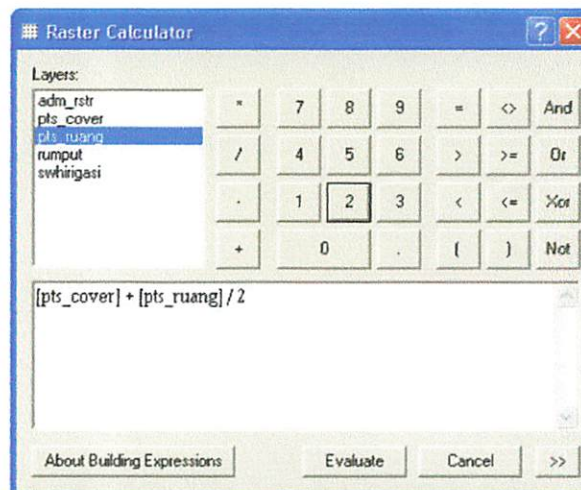 Raster Calculator
Layers:
adm_rstr
pts_cover
pts_ruang
rumput
swhirigasi
* 7 8 9 = <> And
/ 4 5 6 > >= Or
- 1 2 3 < <= Xor
+ 0 . ( ) Not
[pts_cover] + [pts_ruang] / 2
About Building Expressions Evaluate Cancel >>